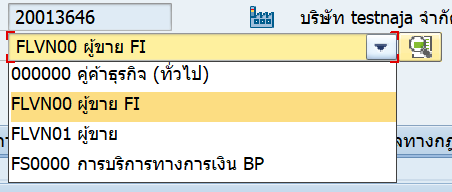 20013646 บริษัท testnaja จำกัด
FLVN00 ผู้ขาย FI
000000 คู่ค้าธุรกิจ (ทั่วไป)
FLVN00 ผู้ขาย FI
FLVN01 ผู้ขาย
FS0000 การบริการทางการเงิน BP